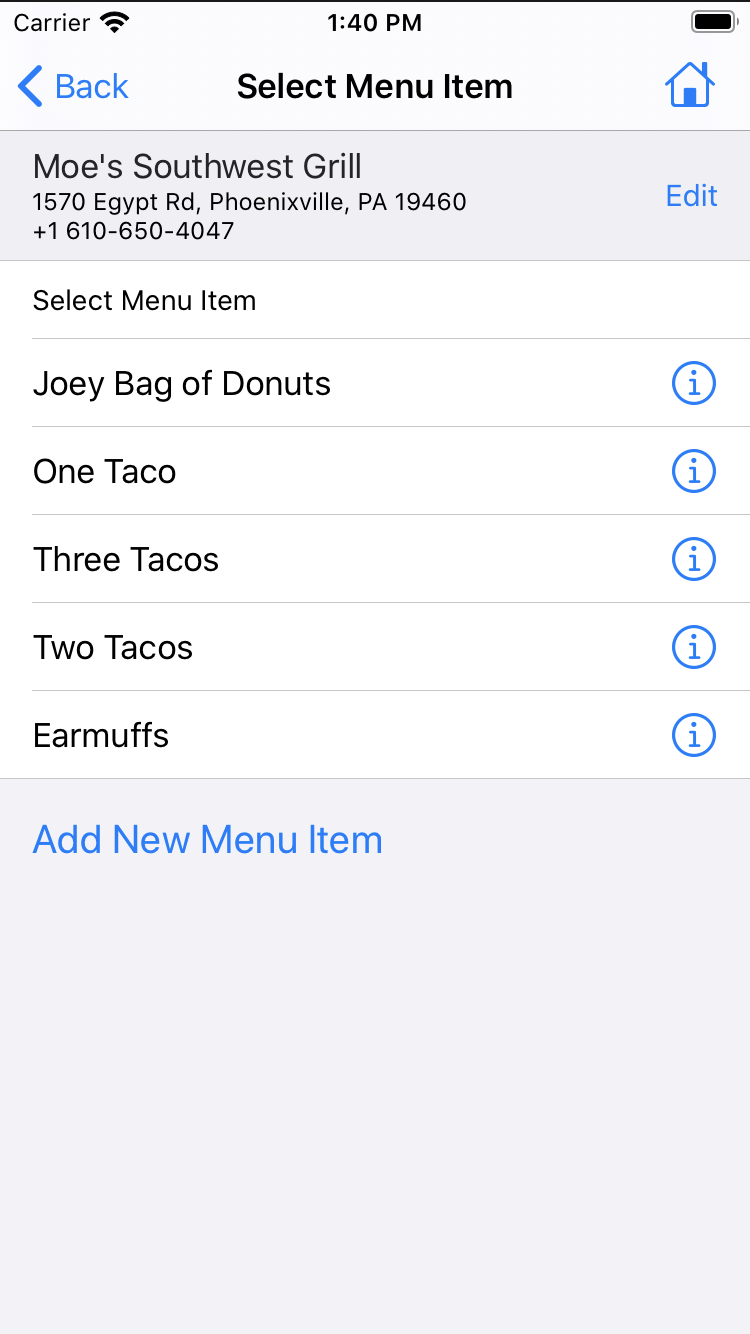 Carrier 1:40 PM
Back Select Menu Item
Moe's Southwest Grill
1570 Egypt Rd, Phoenixville, PA 19460
+1 610-650-4047
Edit
Select Menu Item
Joey Bag of Donuts
One Taco
Three Tacos
Two Tacos
Earmuffs
Add New Menu Item